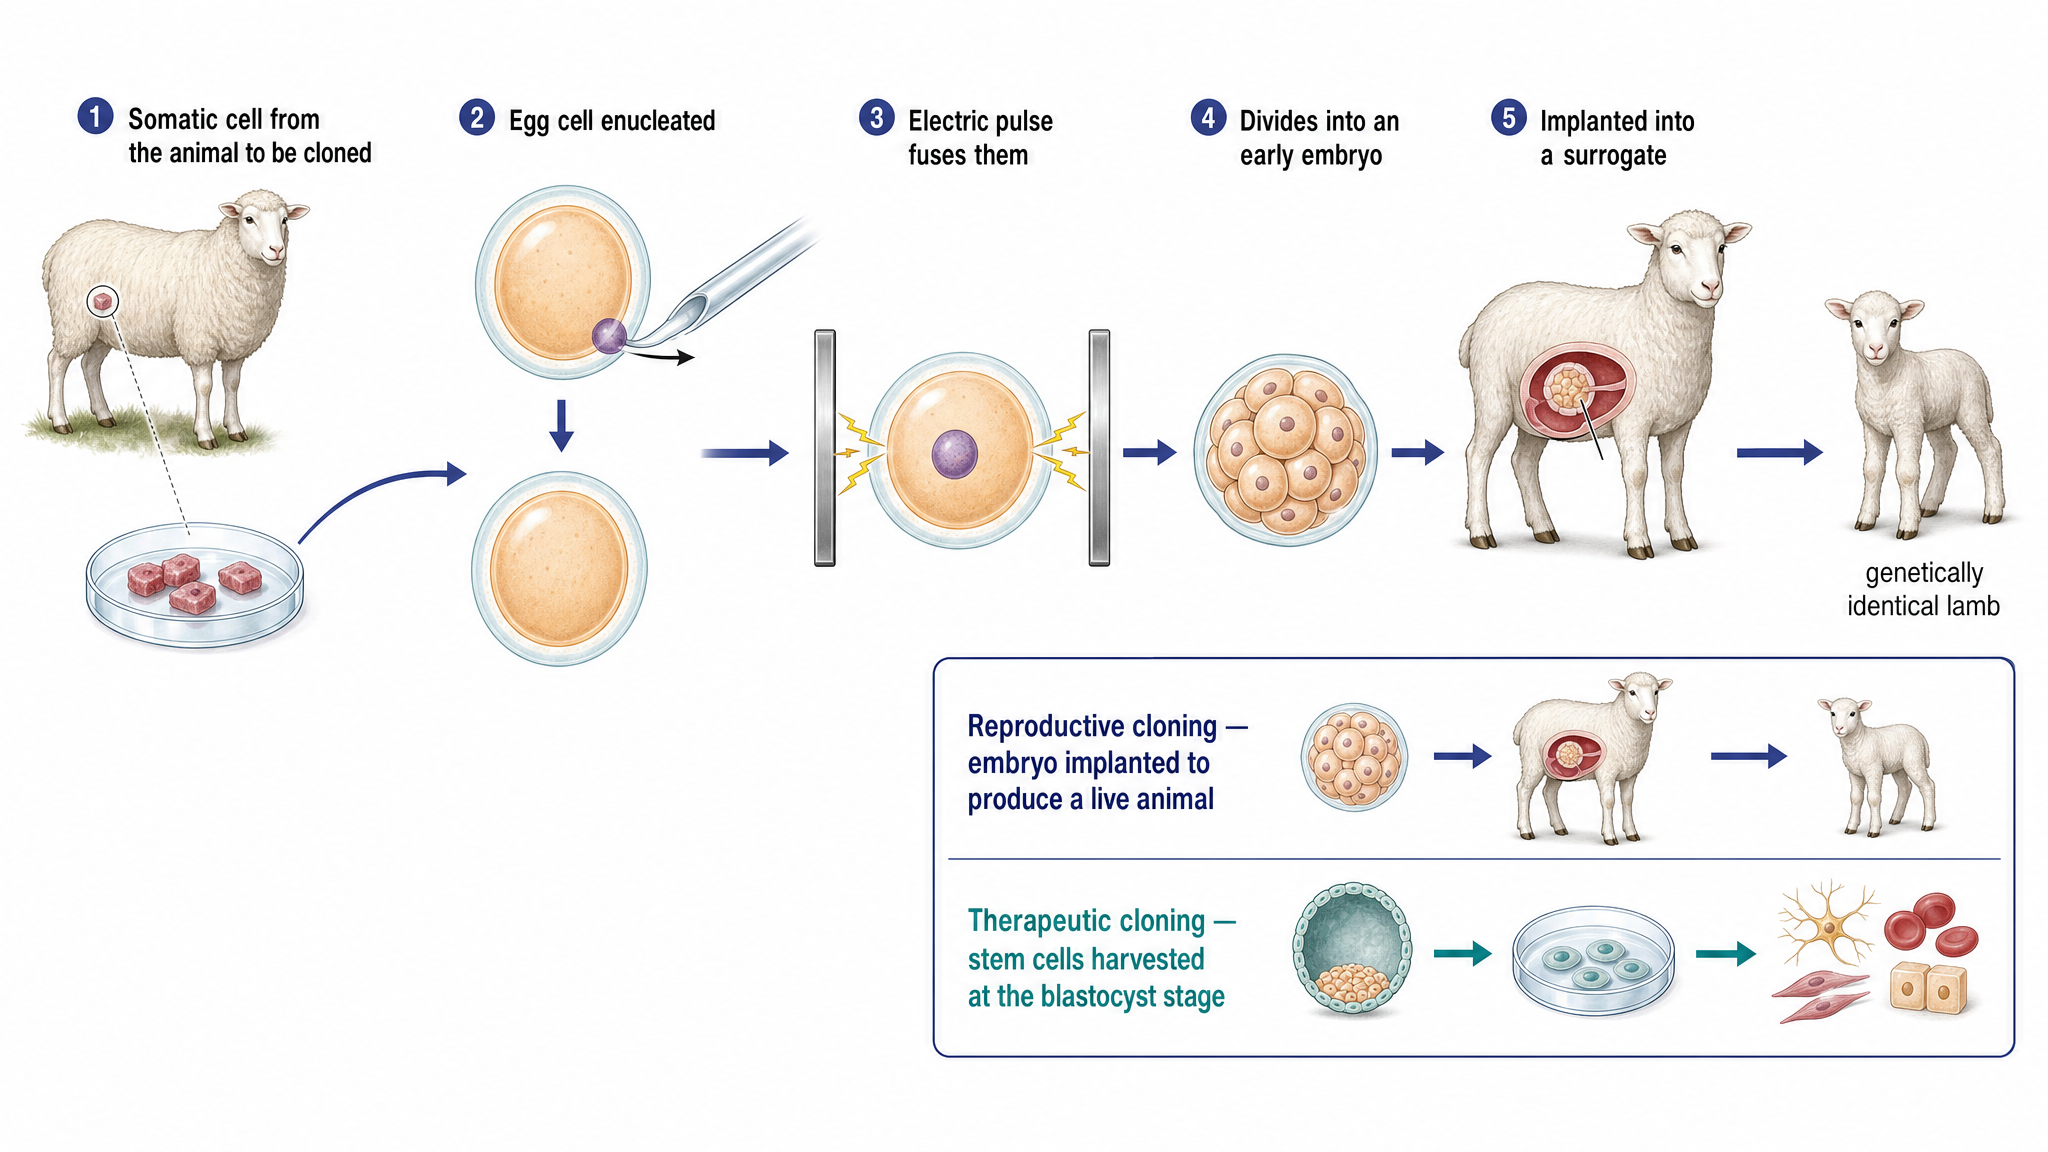 1 Somatic cell from
the animal to be cloned
2 Egg cell enucleated
3 Electric pulse
fuses them
4 Divides into an
early embryo
5 Implanted into
a surrogate
genetically
identical lamb
Reproductive cloning —
embryo implanted to
produce a live animal
Therapeutic cloning —
stem cells harvested
at the blastocyst stage